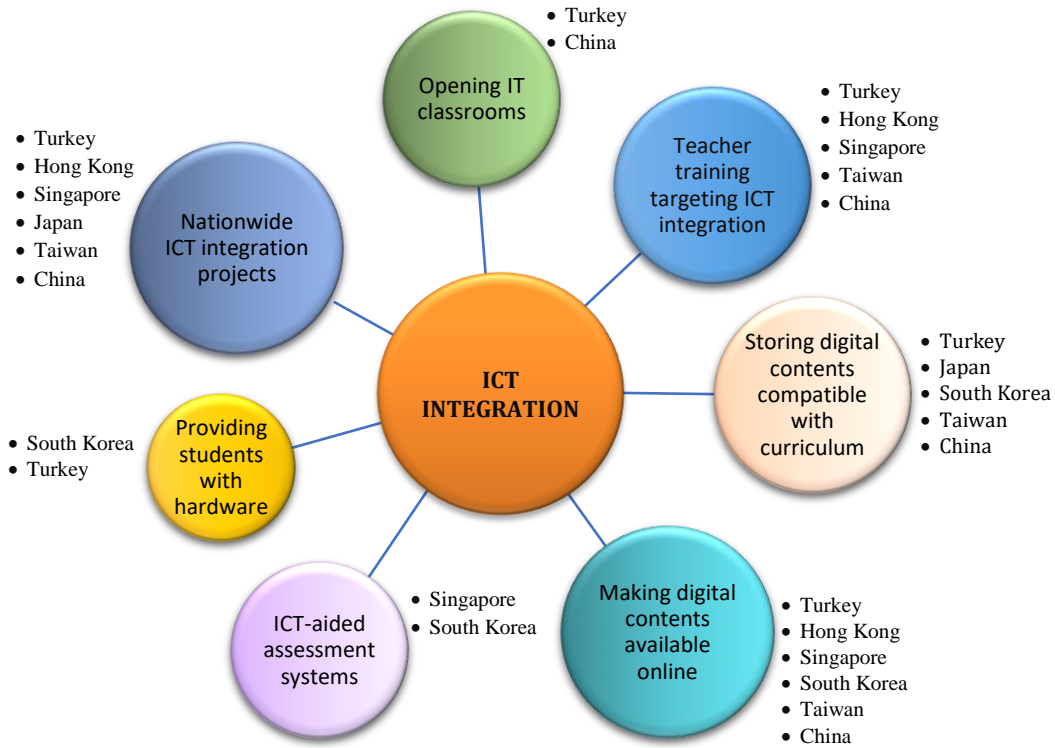 • Turkey
• China
Opening IT
classrooms
• Turkey
• Hong Kong
• Singapore
• Taiwan
• China
Teacher
training
targeting ICT
integration
• Turkey
• Hong Kong
• Singapore
• Japan
• Taiwan
• China
Nationwide
ICT integration
projects
ICT
INTEGRATION
Storing digital
contents
compatible
with
curriculum
• Turkey
• Japan
• South Korea
• Taiwan
• China
• South Korea
• Turkey
Providing
students
with
hardware
ICT-aided
assessment
systems
• Singapore
• South Korea
Making digital
contents
available
online
• Turkey
• Hong Kong
• Singapore
• South Korea
• Taiwan
• China